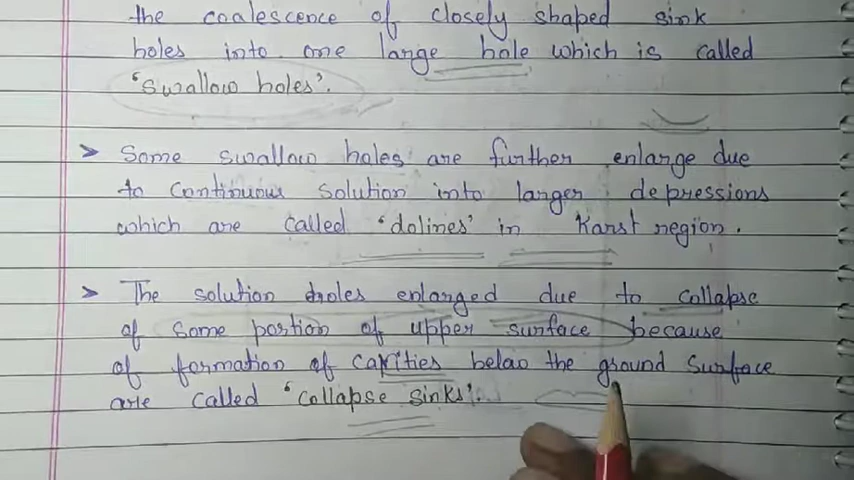 the coalescence of closely shaped sink
holes into one large hole which is called
'swallow holes'.
> Some swallow holes are further enlarge due
to continuous solution into larger depressions
which are called 'dolines' in Karst region.
> The solution holes enlarged due to collapse
of some portion of upper surface because
of formation of cavities below the ground surface
are called 'collapse sinks'.